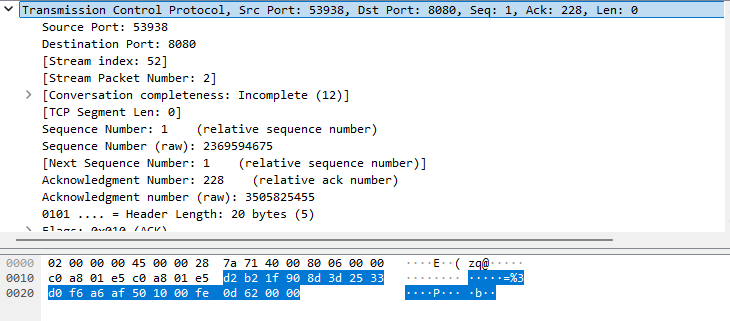 Transmission Control Protocol, Src Port: 53938, Dst Port: 8080, Seq: 1, Ack: 228, Len: 0
Source Port: 53938
Destination Port: 8080
[Stream index: 52]
[Stream Packet Number: 2]
[Conversation completeness: Incomplete (12)]
[TCP Segment Len: 0]
Sequence Number: 1    (relative sequence number)
Sequence Number (raw): 2369594675
[Next Sequence Number: 1    (relative sequence number)]
Acknowledgment Number: 228    (relative ack number)
Acknowledgment number (raw): 3505825455
0101 .... = Header Length: 20 bytes (5)
Flags: 0x010 (ACK)
0000  02 00 00 00 45 00 00 28  7a 71 40 00 80 06 00 00  ····E··( zq@·····
0010  c0 a8 01 e5 c0 a8 01 e5  d2 b2 1f 90 8d 3d 25 33  ········ ·····=%3
0020  d0 f6 a6 af 50 10 00 fe  0d 62 00 00  ····P··· ·b··